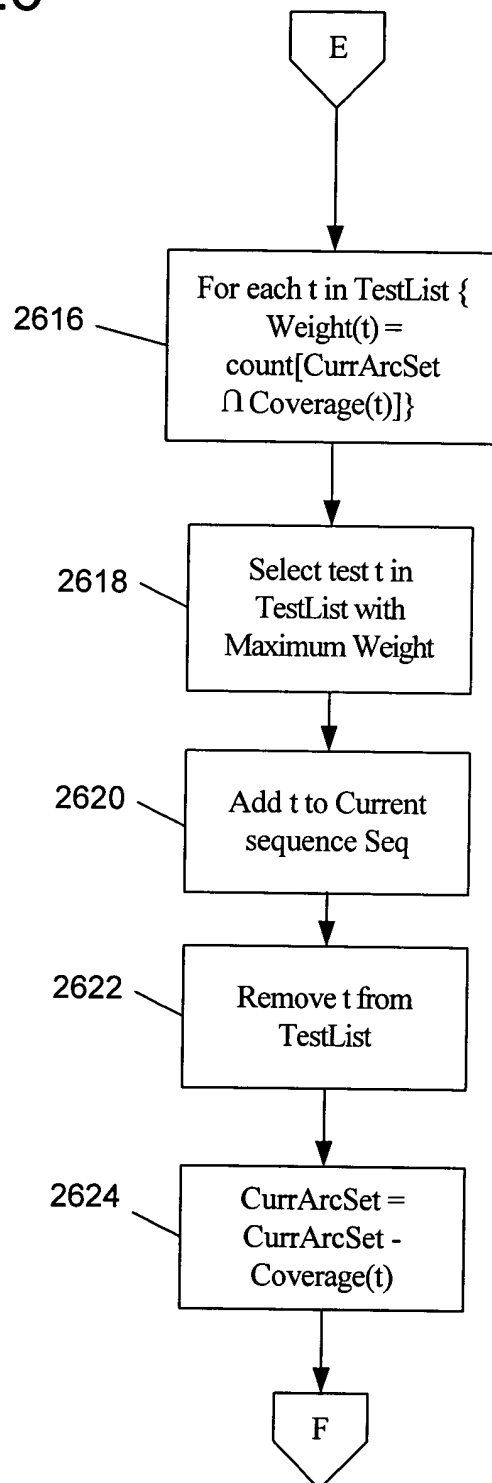 E
2616
For each t in TestList {
Weight(t) =
count[CurrArcSet
∩ Coverage(t)]}
2618
Select test t in
TestList with
Maximum Weight
2620
Add t to Current
sequence Seq
2622
Remove t from
TestList
2624
CurrArcSet =
CurrArcSet -
Coverage(t)
F